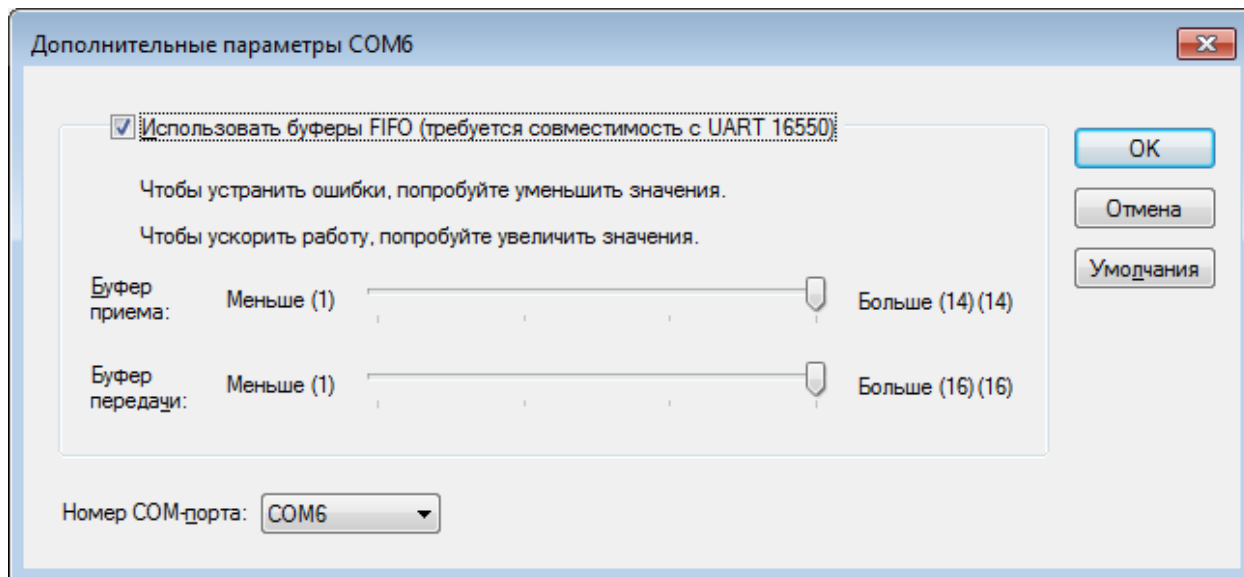 Дополнительные параметры COM6
Использовать буферы FIFO (требуется совместимость с UART 16550)
OK
Чтобы устранить ошибки, попробуйте уменьшить значения.
Отмена
Чтобы ускорить работу, попробуйте увеличить значения.
Умолчания
Буфер приема: Меньше (1) Больше (14) (14)
Буфер передачи: Меньше (1) Больше (16) (16)
Номер COM-порта: COM6